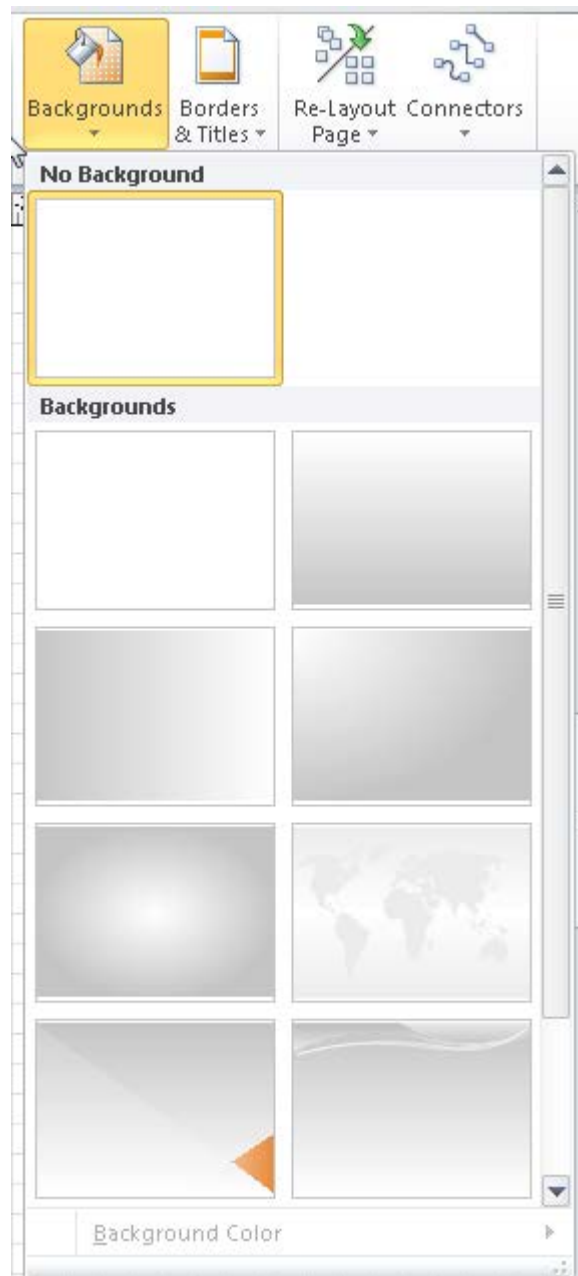 Backgrounds Borders & Titles Re-Layout Page Connectors
No Background
Backgrounds
Background Color